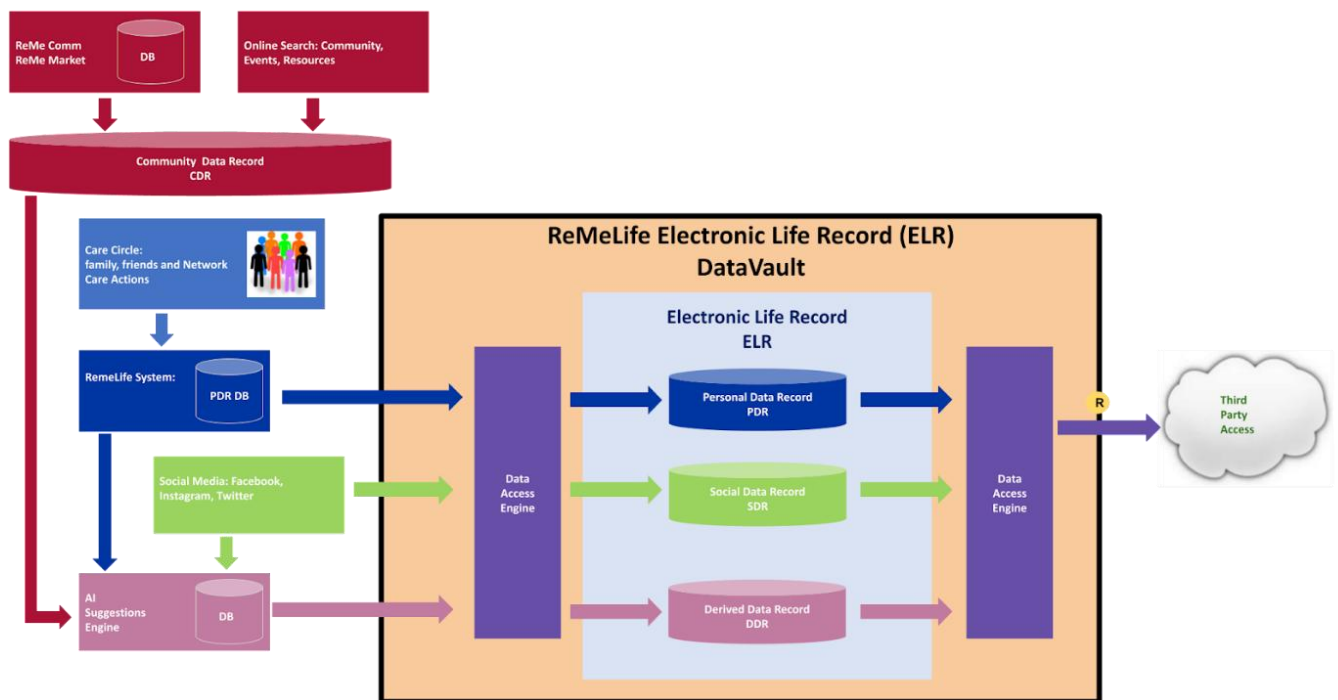 ReMe Comm
ReMe Market
DB
Online Search: Community,
Events, Resources
Community Data Record
CDR
Care Circle:
family, friends and Network
Care Actions
RemeLife System:
PDR DB
Social Media: Facebook,
Instagram, Twitter
AI
Suggestions
Engine
DB
ReMeLife Electronic Life Record (ELR)
DataVault
Electronic Life Record
ELR
Data
Access
Engine
Personal Data Record
PDR
Social Data Record
SDR
Derived Data Record
DDR
Data
Access
Engine
R
Third
Party
Access